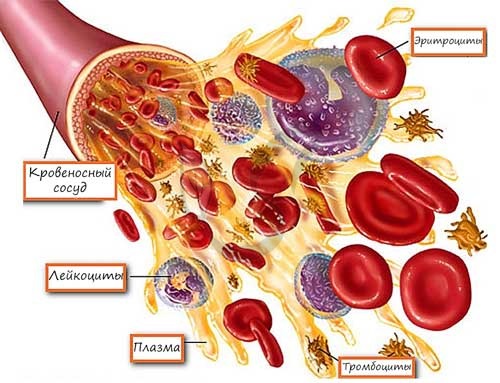 Эритроциты
Кровеносный
сосуд
Лейкоциты
Плазма
Тромбоциты